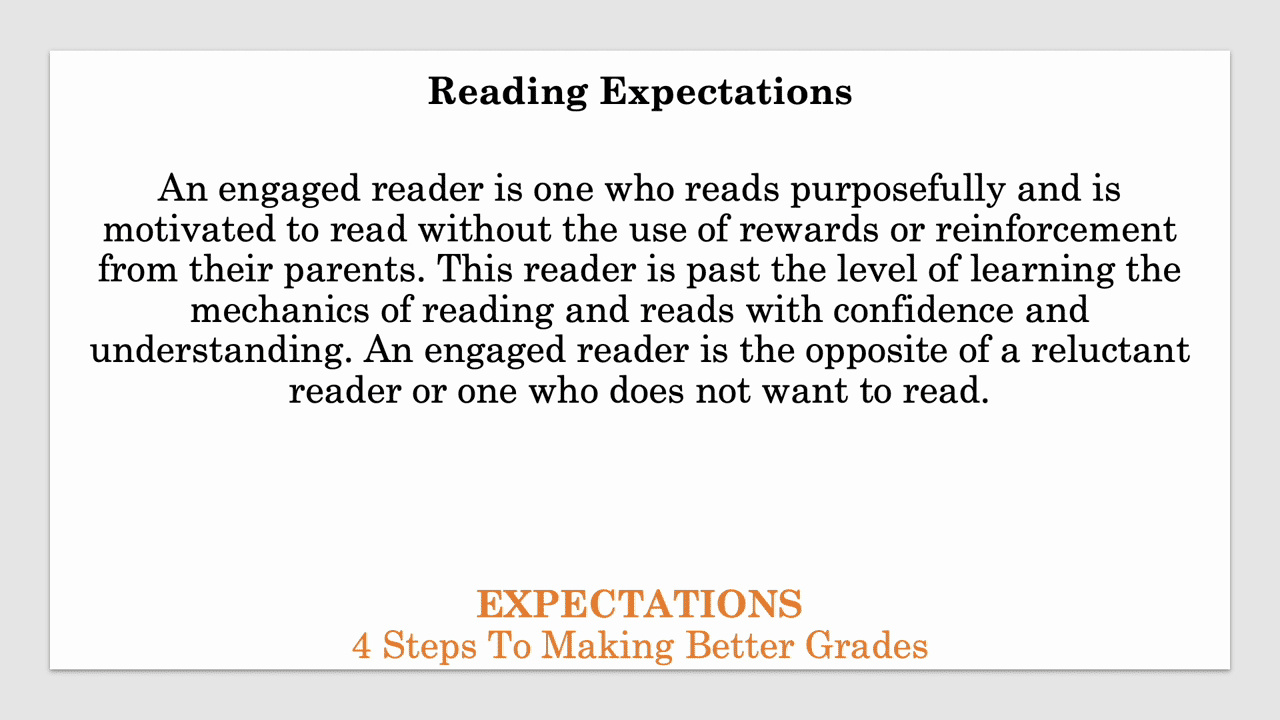 Reading Expectations
An engaged reader is one who reads purposefully and is
motivated to read without the use of rewards or reinforcement
from their parents. This reader is past the level of learning the
mechanics of reading and reads with confidence and
understanding. An engaged reader is the opposite of a reluctant
reader or one who does not want to read.
EXPECTATIONS
4 Steps To Making Better Grades